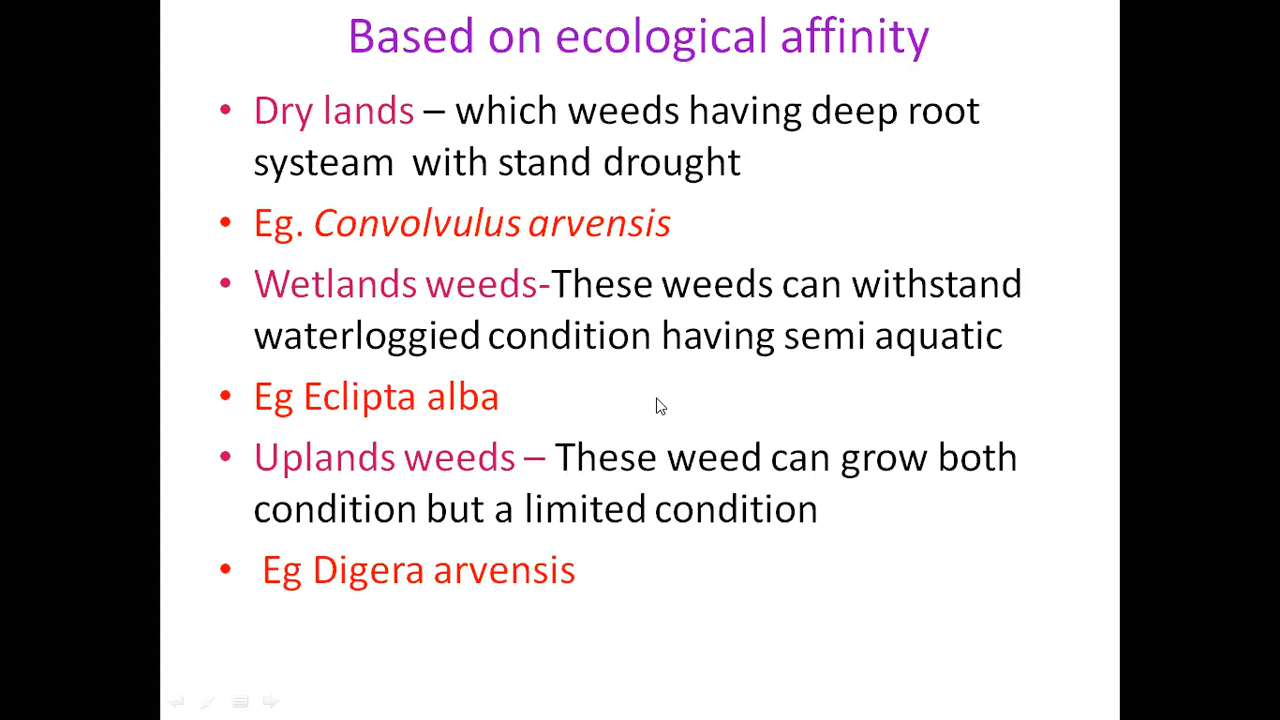 Based on ecological affinity
• Dry lands – which weeds having deep root
systeam with stand drought
• Eg. Convolvulus arvensis
• Wetlands weeds-These weeds can withstand
waterloggied condition having semi aquatic
• Eg Eclipta alba
• Uplands weeds – These weed can grow both
condition but a limited condition
• Eg Digera arvensis